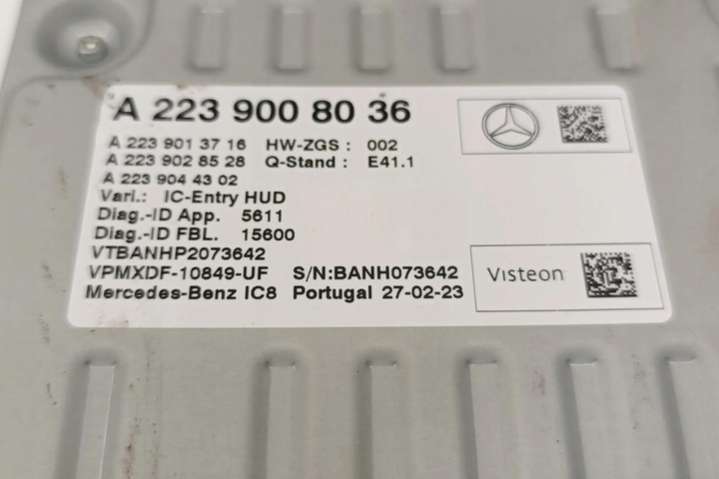 A 223 900 80 36
A 223 901 37 16 HW-ZGS : 002
A 223 902 85 28 Q-Stand : E41.1
A 223 904 43 02
Vari.: IC-Entry HUD
Diag.-ID App. 5611
Diag.-ID FBL. 15600
VTBANHP2073642
VPMXDF-10849-UF S/N:BANH073642
Mercedes-Benz IC8 Portugal 27-02-23
Visteon